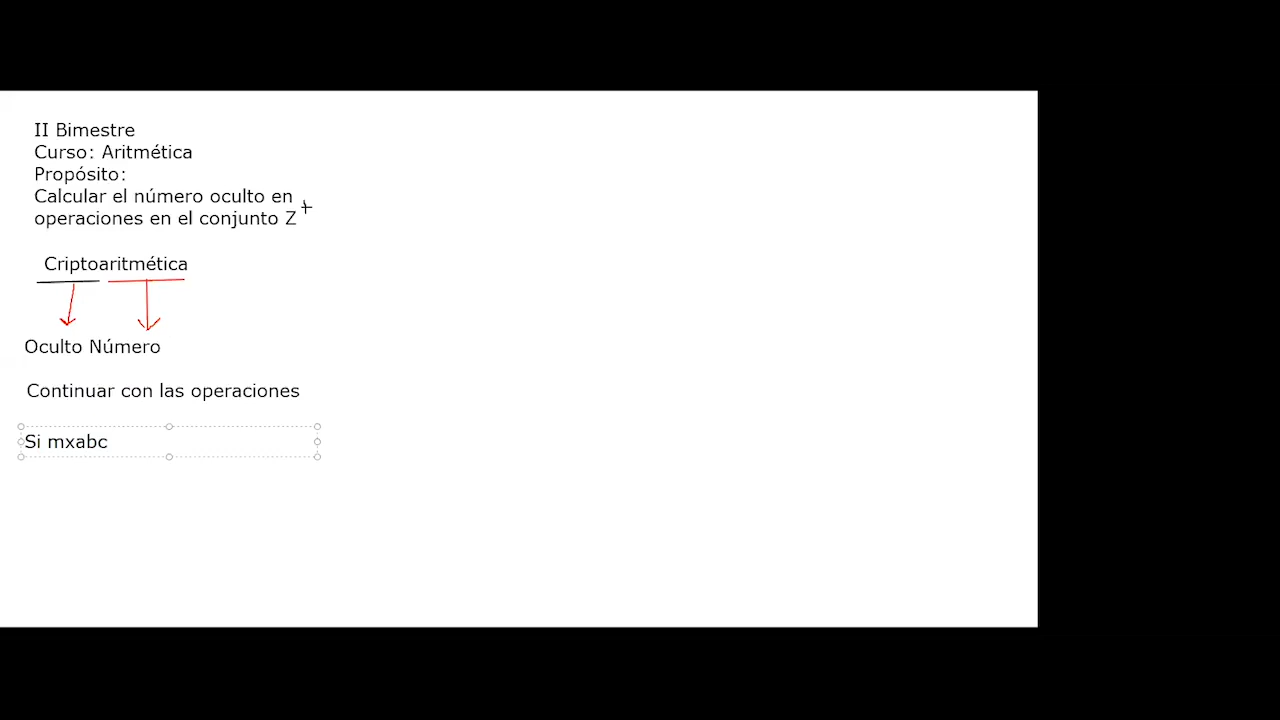 II Bimestre
Curso: Aritmética
Propósito:
Calcular el número oculto en
operaciones en el conjunto Z +
Criptoaritmética
Oculto Número
Continuar con las operaciones
Si mxabc